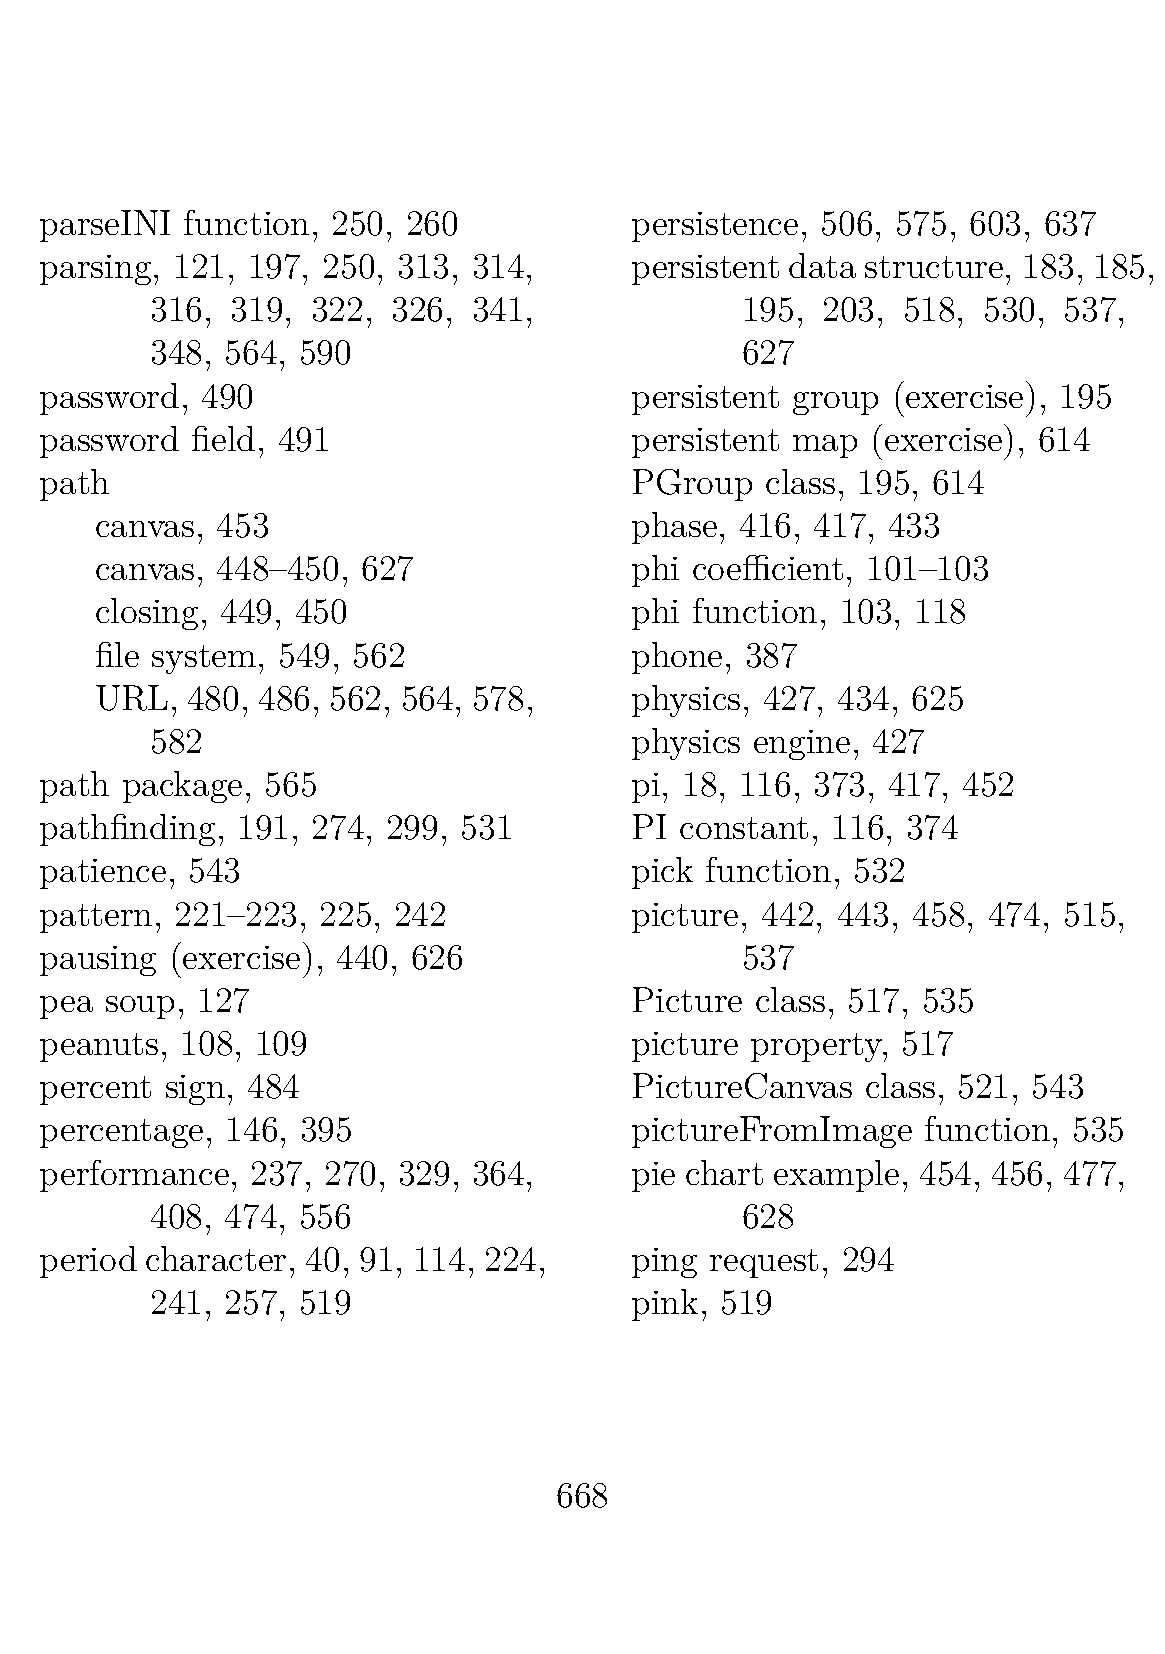 parseINI function, 250, 260
parsing, 121, 197, 250, 313, 314,
316, 319, 322, 326, 341,
348, 564, 590
password, 490
password field, 491
path
canvas, 453
canvas, 448–450, 627
closing, 449, 450
file system, 549, 562
URL, 480, 486, 562, 564, 578,
582
path package, 565
pathfinding, 191, 274, 299, 531
patience, 543
pattern, 221–223, 225, 242
pausing (exercise), 440, 626
pea soup, 127
peanuts, 108, 109
percent sign, 484
percentage, 146, 395
performance, 237, 270, 329, 364,
408, 474, 556
period character, 40, 91, 114, 224,
241, 257, 519
persistence, 506, 575, 603, 637
persistent data structure, 183, 185,
195, 203, 518, 530, 537,
627
persistent group (exercise), 195
persistent map (exercise), 614
PGroup class, 195, 614
phase, 416, 417, 433
phi coefficient, 101–103
phi function, 103, 118
phone, 387
physics, 427, 434, 625
physics engine, 427
pi, 18, 116, 373, 417, 452
PI constant, 116, 374
pick function, 532
picture, 442, 443, 458, 474, 515,
537
Picture class, 517, 535
picture property, 517
PictureCanvas class, 521, 543
pictureFromImage function, 535
pie chart example, 454, 456, 477,
628
ping request, 294
pink, 519
668